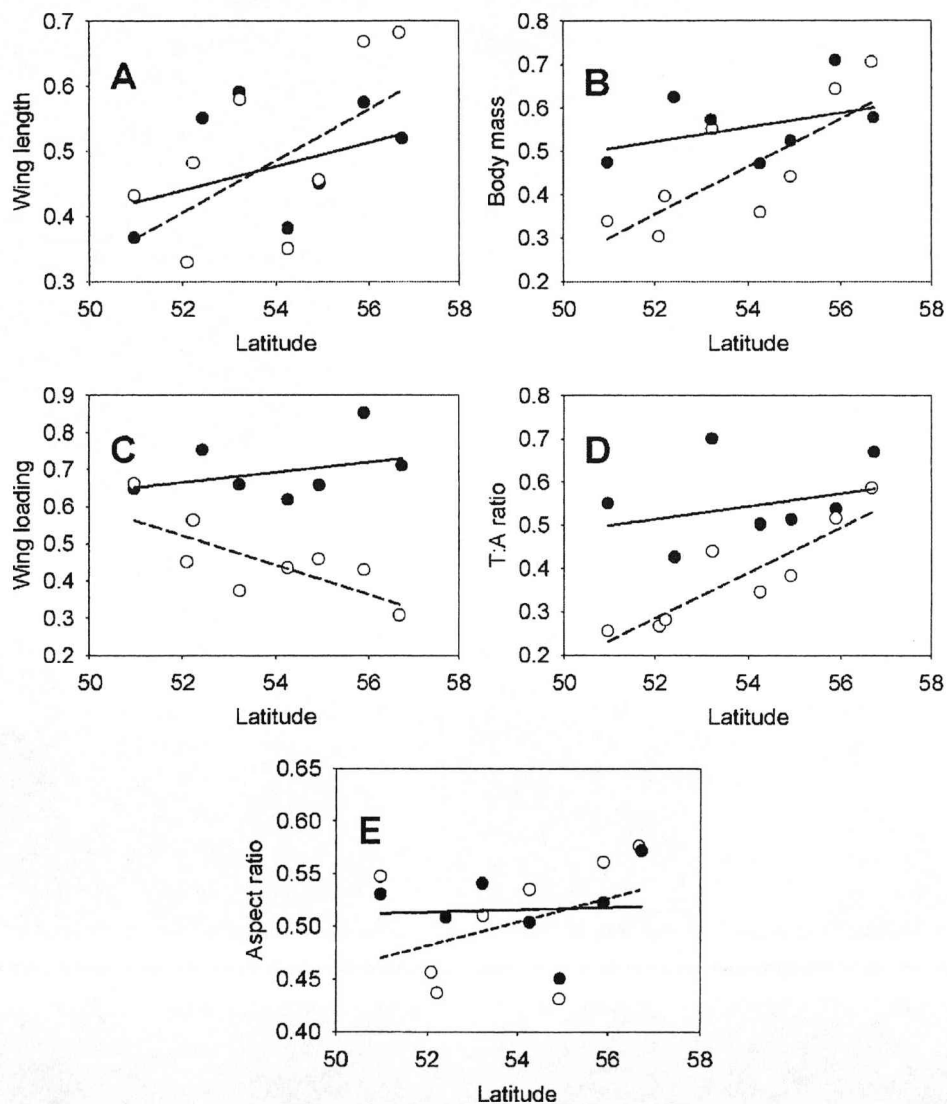 A
Wing length
0.3 0.4 0.5 0.6 0.7
50 52 54 56 58
Latitude
B
Body mass
0.2 0.3 0.4 0.5 0.6 0.7 0.8
50 52 54 56 58
Latitude
C
Wing loading
0.2 0.3 0.4 0.5 0.6 0.7 0.8 0.9
50 52 54 56 58
Latitude
D
T:A ratio
0.2 0.3 0.4 0.5 0.6 0.7 0.8
50 52 54 56 58
Latitude
E
Aspect ratio
0.40 0.45 0.50 0.55 0.60 0.65
50 52 54 56 58
Latitude